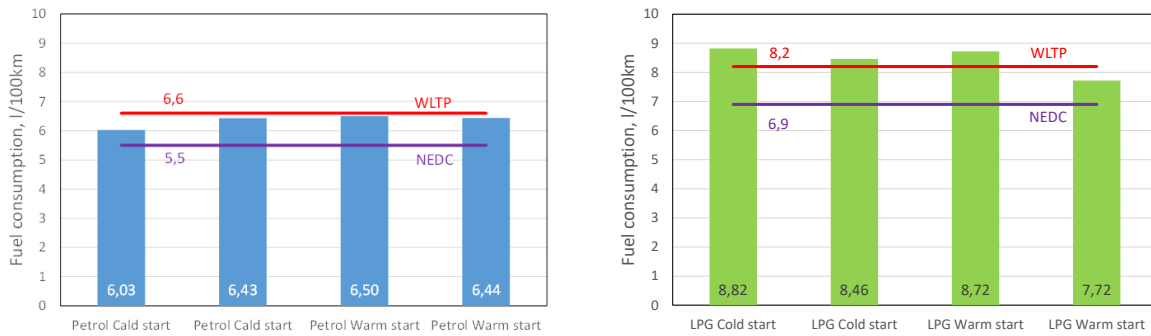 Fuel consumption, l/100km
10
9
8
7
6
5
4
3
2
1
0
6,6
WLTP
5,5
NEDC
6,03
6,43
6,50
6,44
Petrol Cald start
Petrol Cald start
Petrol Warm start
Petrol Warm start
Fuel consumption, l/100km
10
9
8
7
6
5
4
3
2
1
0
8,2
WLTP
6,9
NEDC
8,82
8,46
8,72
7,72
LPG Cold start
LPG Cold start
LPG Warm start
LPG Warm start